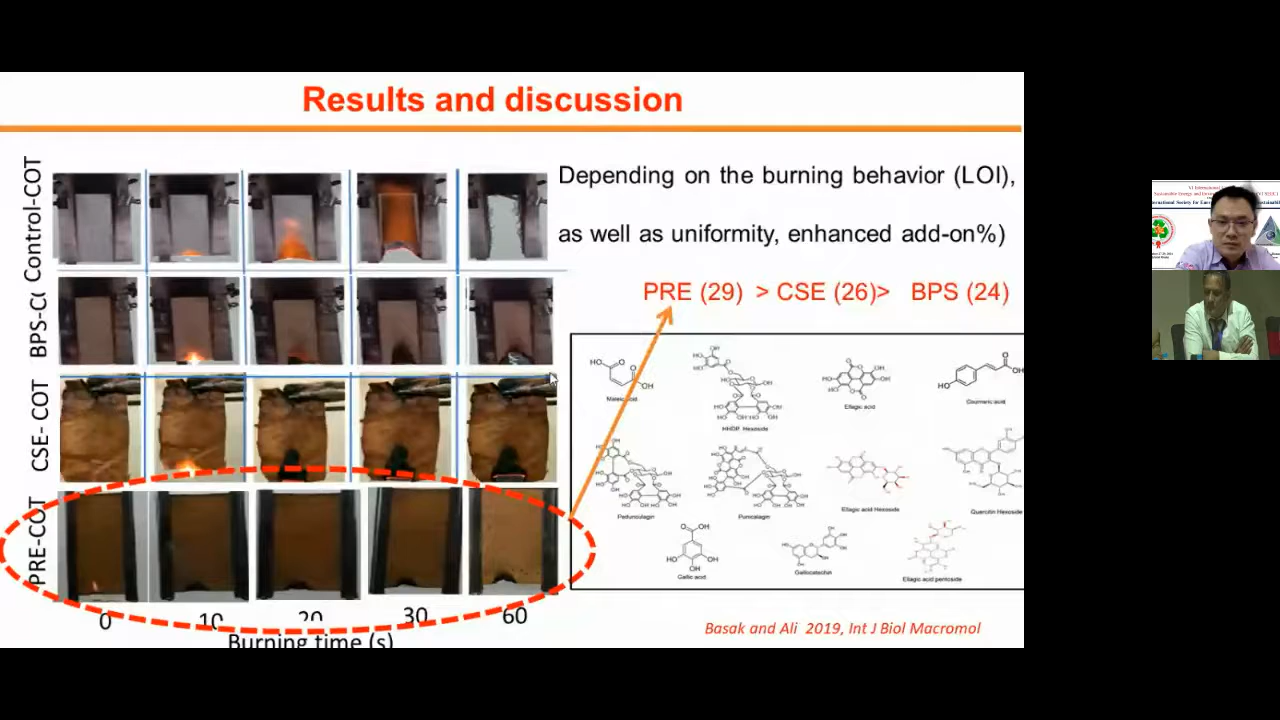 Results and discussion
Control-COT
BPS-C(
CSE- COT
PRE-COT
0
10
20
30
60
Burning time (s)
Depending on the burning behavior (LOI),
as well as uniformity, enhanced add-on%)
PRE (29) > CSE (26)> BPS (24)
HHDP Hexoside
Ellagic acid
Coumaric acid
Pedunculagin
Punicalagin
Ellagic acid Hexoside
Quercitin Hexoside
Gallic acid
Gallocatechin
Ellagic acid pentoside
Basak and Ali 2019, Int J Biol Macromol